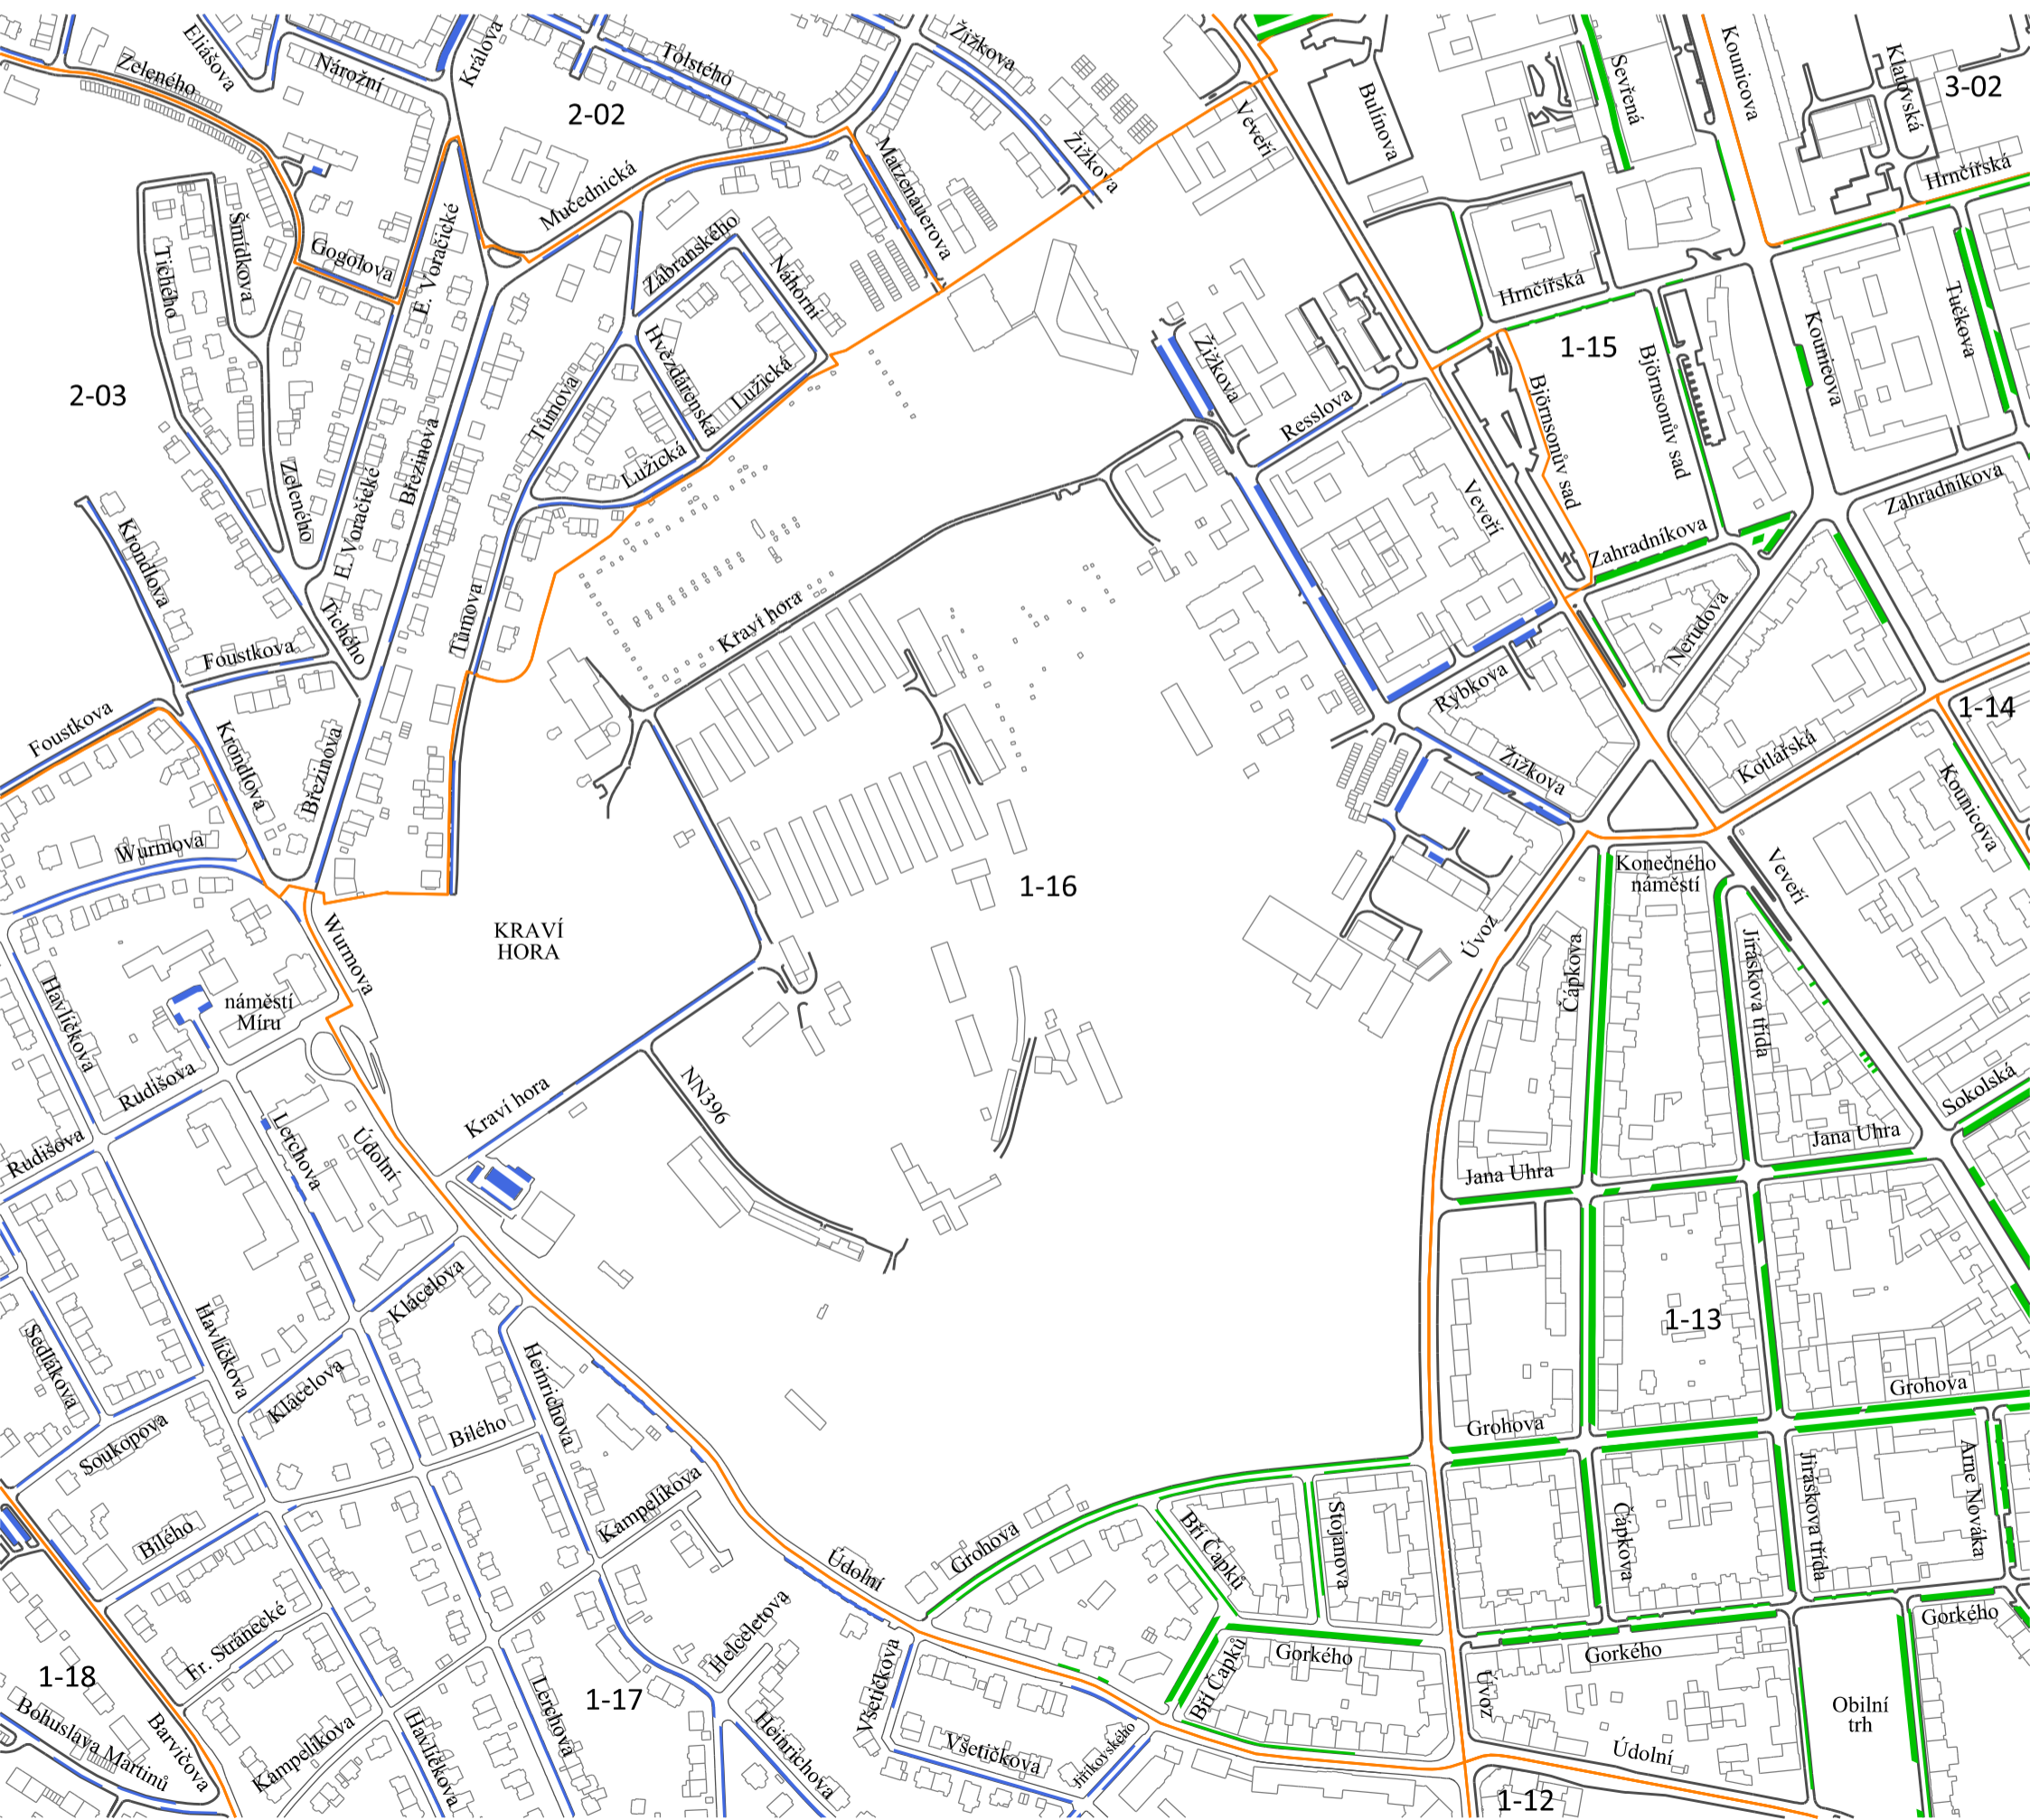 Eliášova
Králova
Tolstého
Žižkova
Zeleného
Nárožní
2-02
Veveří
Bulínova
Sevřená
Kounicova
Klatovská
3-02
Žižkova
Matzenauerova
Mučednická
Hrnčířská
Šmídkova
Tichého
Gogolova
E. Voračické
Zábranského
Náhorní
Hrnčířská
Tučkova
Kounicova
1-15
Žižkova
Hvězdárenská
Lužická
Björnsonův sad
Björnsonův sad
2-03
Tůmova
Resslova
Březinova
Lužická
Zeleného
E. Voračické
Veveří
Zahradníkova
Krondlova
Zahradníkova
Tichého
Tůmova
Kraví hora
Nerudova
Foustkova
Rybkova
1-14
Foustkova
Krondlova
Březinova
Žižkova
Kotlářská
Kounicova
Wurmova
Konečného
náměstí
Veveří
1-16
KRAVÍ
HORA
Wurmova
Úvoz
Čápkova
Jiráskova třída
Havlíčkova
náměstí
Míru
Rudišova
Kraví hora
NN396
Sokolská
Rudišova
Lerchova
Údolní
Jana Uhra
Jana Uhra
Klácelova
1-13
Sedlákova
Havlíčkova
Heinrichova
Klácelova
Grohova
Soukopova
Bílého
Grohova
Kampelíkova
Jiráskova třída
Arne Nováka
Čápkova
Bílého
Grohova
Bří Čapků
Stojanova
Údolní
Fr. Stránecké
Helceletova
Gorkého
Gorkého
Gorkého
Bří Čapků
1-18
1-17
Všetičkova
Úvoz
Lerchova
Obilní
trh
Bohuslava Martinů
Barvičova
Kampelíkova
Havlíčkova
Heinrichova
Všetičkova
Jiříkovského
Údolní
1-12